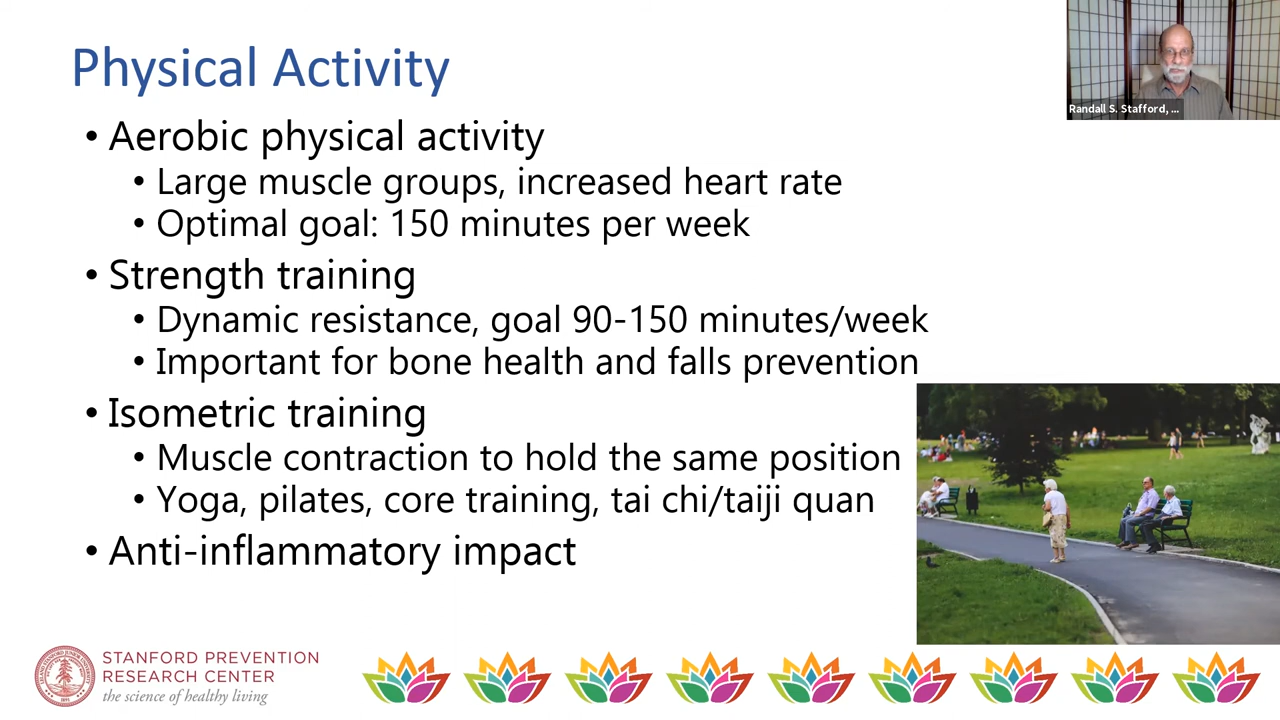 Physical Activity
Randall S. Stafford, ...
• Aerobic physical activity
• Large muscle groups, increased heart rate
• Optimal goal: 150 minutes per week
• Strength training
• Dynamic resistance, goal 90-150 minutes/week
• Important for bone health and falls prevention
• Isometric training
• Muscle contraction to hold the same position
• Yoga, pilates, core training, tai chi/taiji quan
• Anti-inflammatory impact
STANFORD PREVENTION
RESEARCH CENTER
the science of healthy living